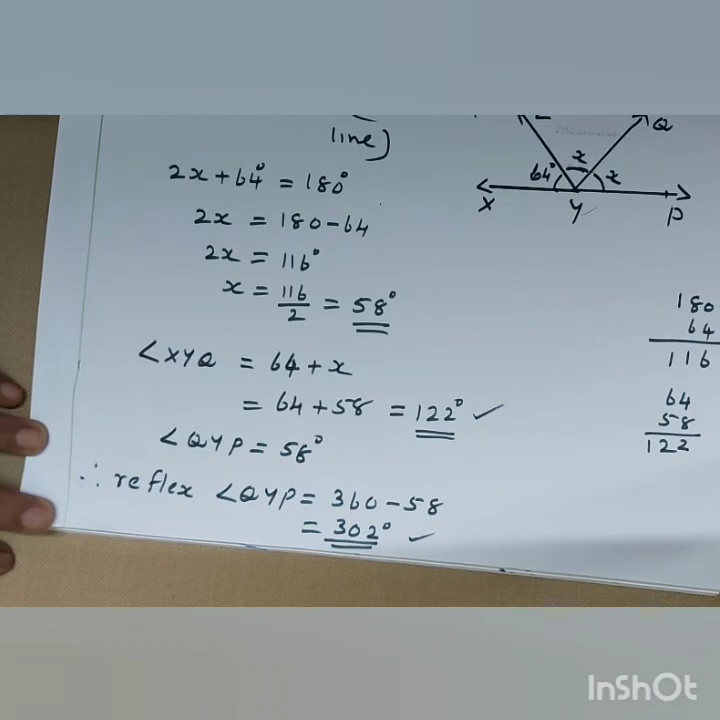 line)
2x + 64° = 180°
2x = 180 - 64
2x = 116°
x = 116/2 = 58°
∠XYQ = 64 + x
= 64 + 58 = 122° ✓
∠QYP = 58°
∴ reflex ∠QYP = 360 - 58
= 302° ✓
Q
64° x x
X Y P
180
64
116
64
58
122
InShOt